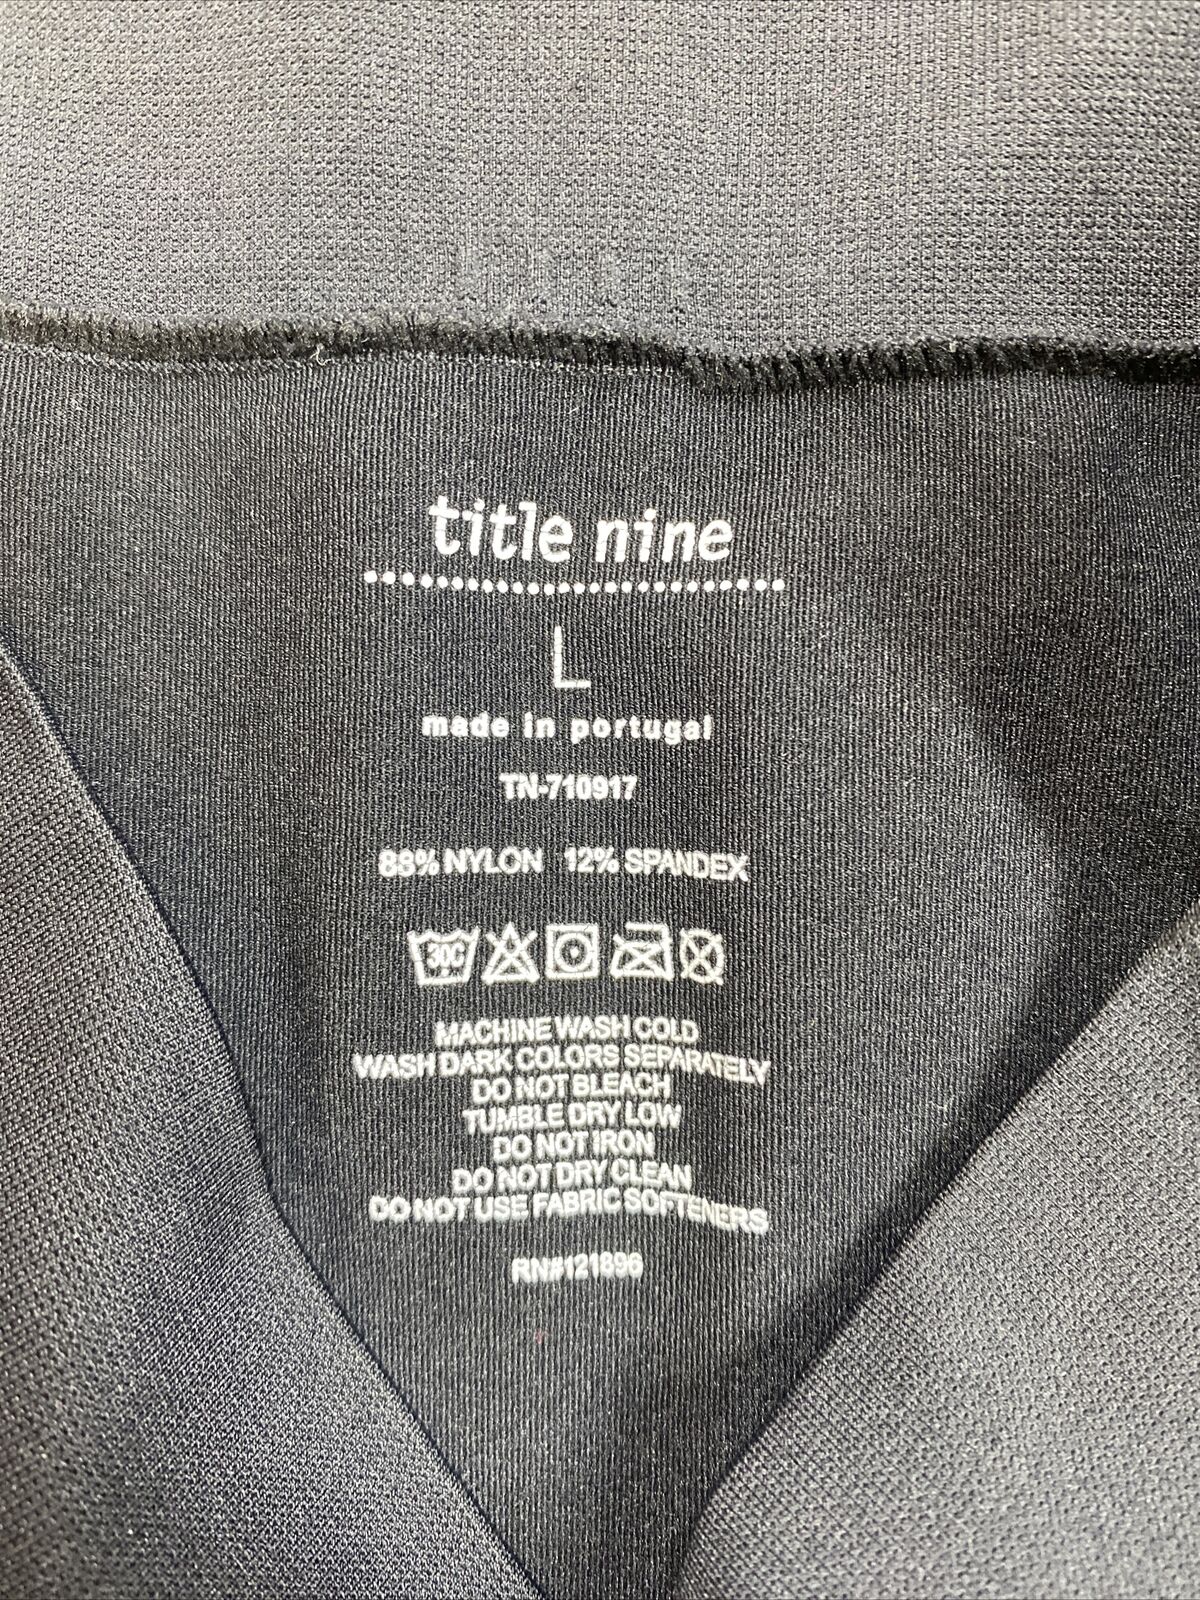 title nine
L
made in portugal
TN-710917
88% NYLON 12% SPANDEX
30C
MACHINE WASH COLD
WASH DARK COLORS SEPARATELY
DO NOT BLEACH
TUMBLE DRY LOW
DO NOT IRON
DO NOT DRY CLEAN
DO NOT USE FABRIC SOFTENERS
RN#121896